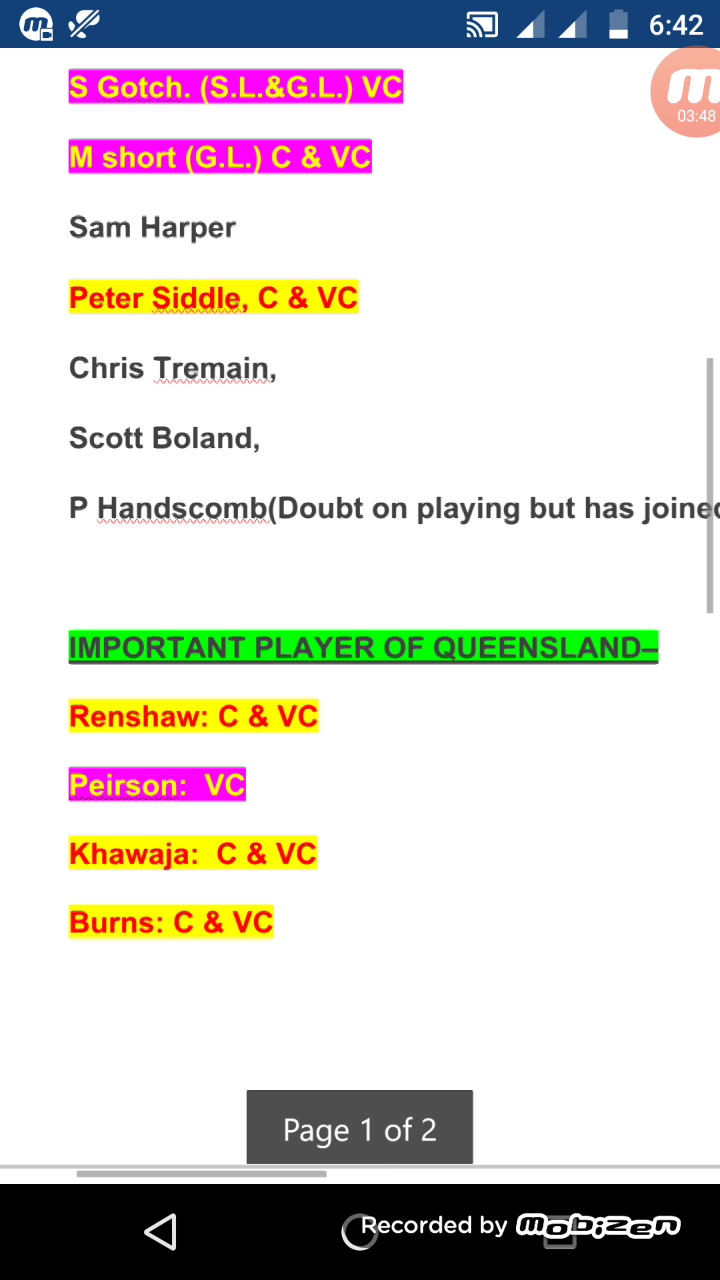 6:42
03:48
S Gotch. (S.L.&G.L.) VC
M short (G.L.) C & VC
Sam Harper
Peter Siddle, C & VC
Chris Tremain,
Scott Boland,
P Handscomb(Doubt on playing but has joined
IMPORTANT PLAYER OF QUEENSLAND–
Renshaw: C & VC
Peirson:  VC
Khawaja:  C & VC
Burns: C & VC
Page 1 of 2
Recorded by mobizen